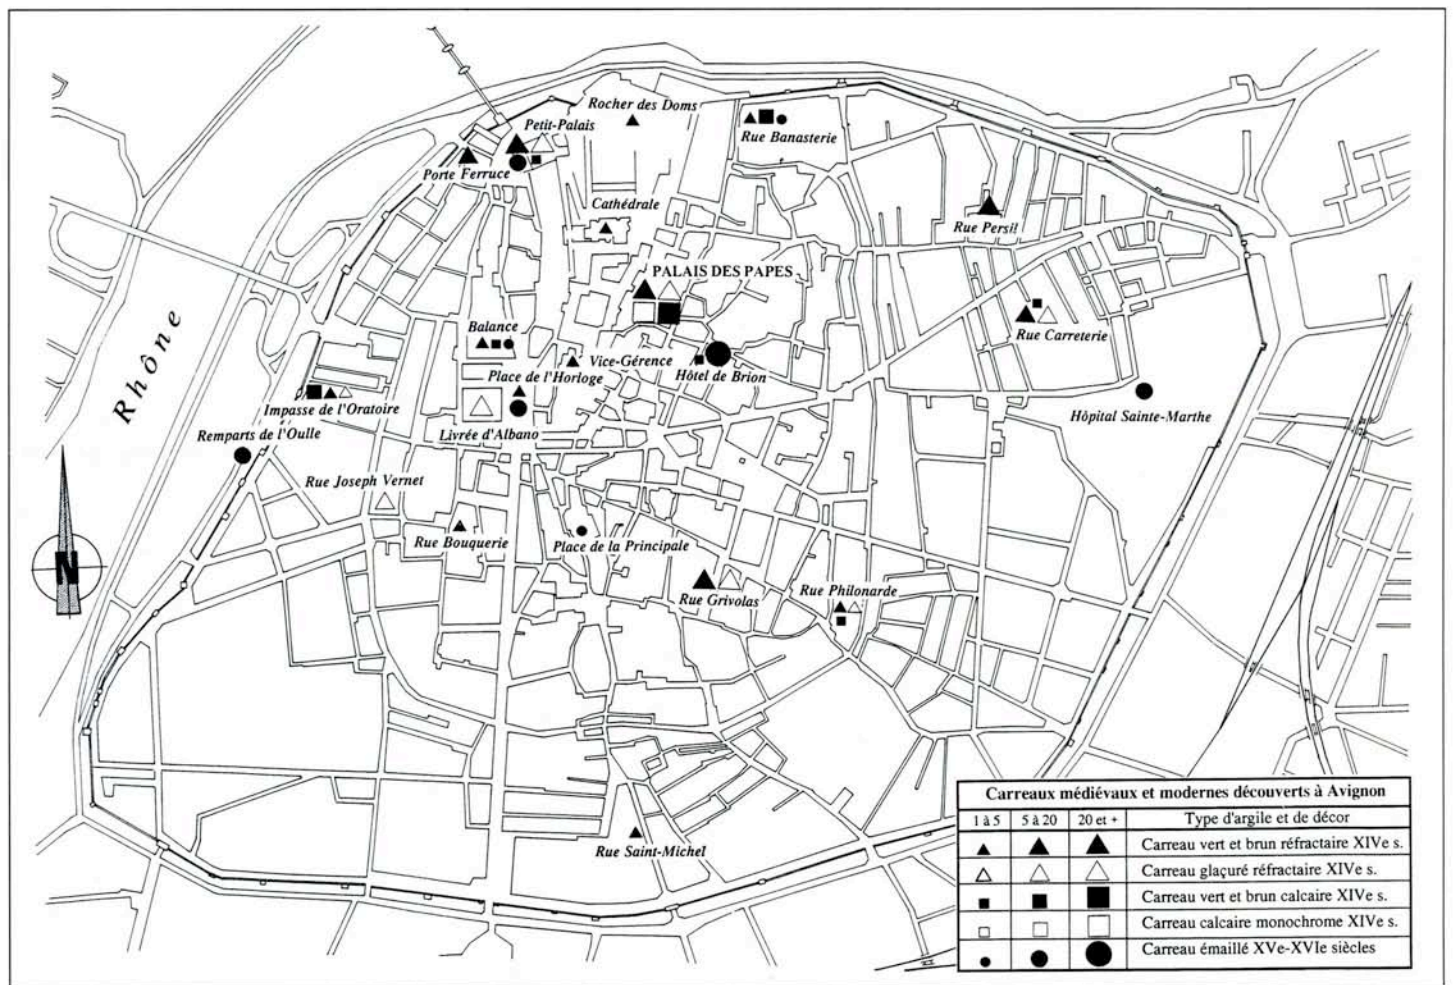 Rocher des Doms
Petit-Palais
Rue Banasterie
Porte Ferruce
Cathédrale
Rue Persil
PALAIS DES PAPES
Rhône
Balance
Rue Carreterie
Vice-Gérence
Place de l'Horloge
Hôtel de Brion
Impasse de l'Oratoire
Hôpital Sainte-Marthe
Livrée d'Albano
Remparts de l'Oulle
Rue Joseph Vernet
Rue Bouquerie
Place de la Principale
N
Rue Grivolas
Rue Philonarde
Rue Saint-Michel
Carreaux médiévaux et modernes découverts à Avignon
1 à 5 5 à 20 20 et + Type d'argile et de décor
Carreau vert et brun réfractaire XIVe s.
Carreau glaçuré réfractaire XIVe s.
Carreau vert et brun calcaire XIVe s.
Carreau calcaire monochrome XIVe s.
Carreau émaillé XVe-XVIe siècles